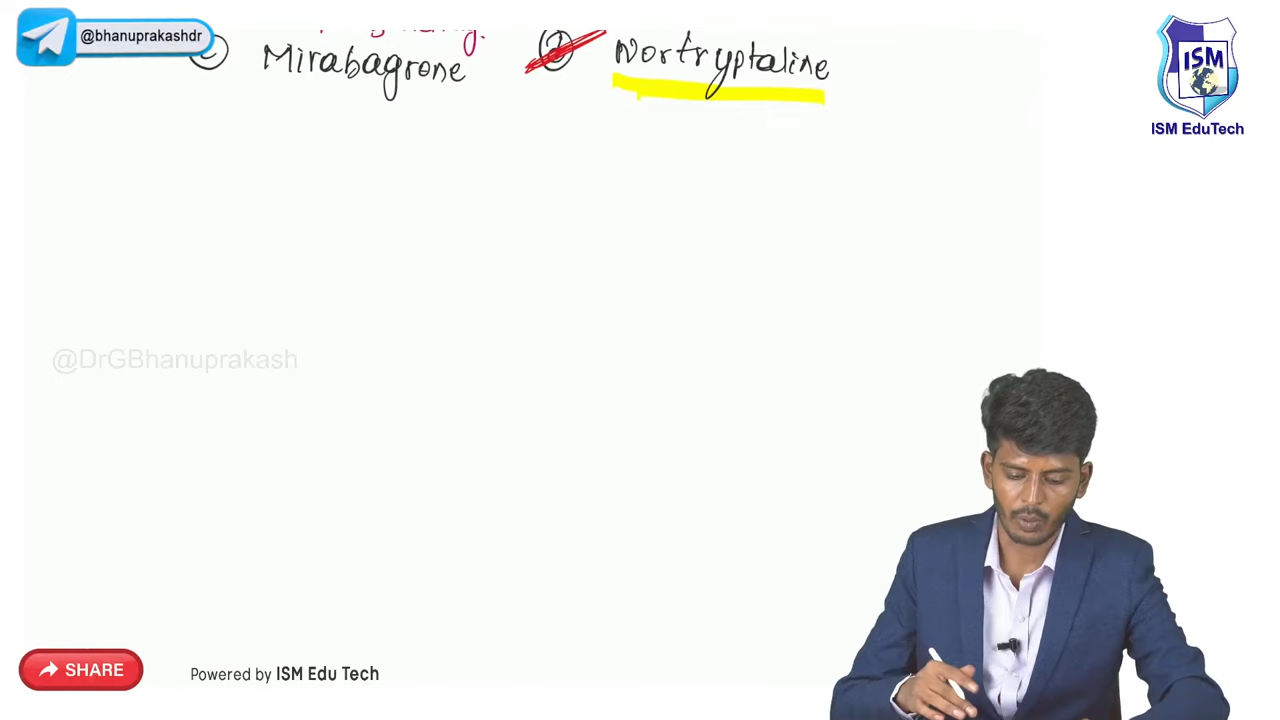 @bhanuprakashdr
Mirabagrone
Nortryptaline
ISM
ISM EduTech
@DrGBhanuprakash
SHARE
Powered by ISM Edu Tech